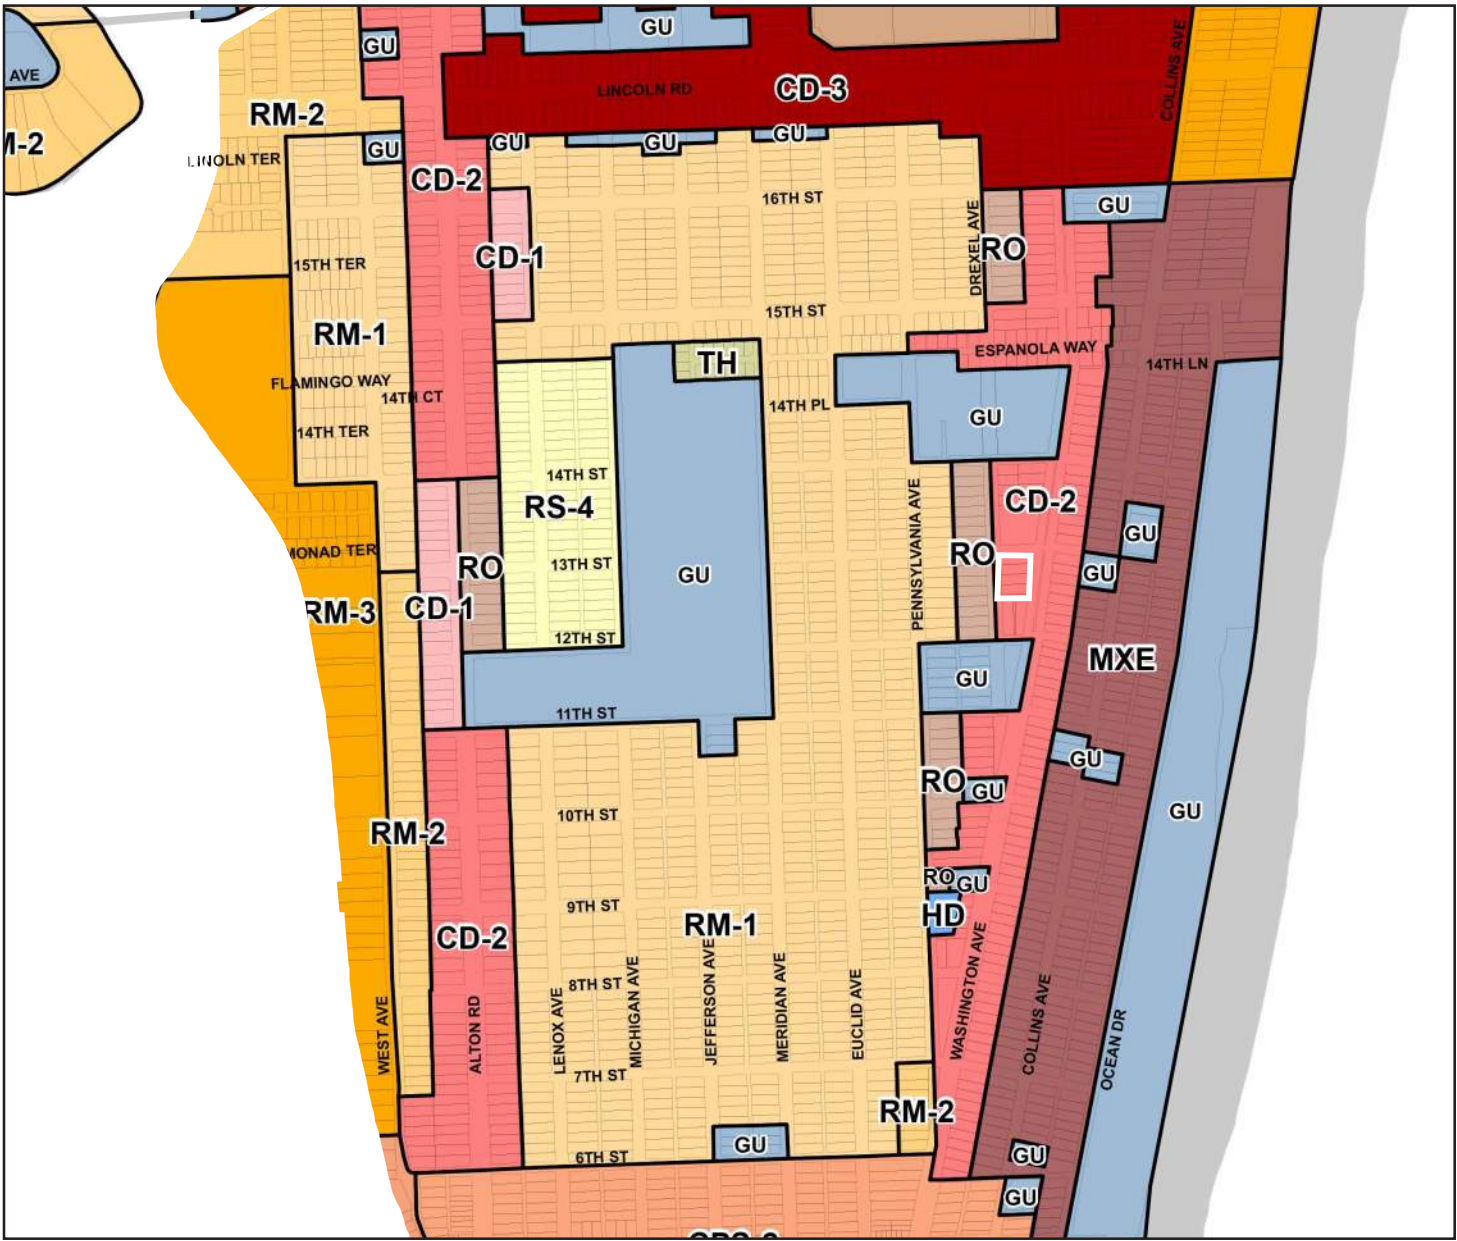 GU
GU
AVE
LINCOLN RD
CD-3
COLLINS AVE
RM-2
M-2
GU
GU
GU
GU
LINOLN TER
CD-2
16TH ST
GU
DREXEL AVE
RO
CD-1
15TH TER
15TH ST
RM-1
ESPANOLA WAY
TH
14TH LN
FLAMINGO WAY
14TH CT
14TH PL
GU
14TH TER
14TH ST
CD-2
RS-4
PENNSYLVANIA AVE
GU
MONAD TER
RO
13TH ST
RO
GU
GU
RM-3
CD-1
12TH ST
MXE
GU
11TH ST
GU
RO
GU
10TH ST
GU
RM-2
RO
GU
9TH ST
HD
RM-1
CD-2
8TH ST
WEST AVE
ALTON RD
LENOX AVE
MICHIGAN AVE
JEFFERSON AVE
MERIDIAN AVE
EUCLID AVE
WASHINGTON AVE
COLLINS AVE
OCEAN DR
7TH ST
RM-2
GU
6TH ST
GU
GU